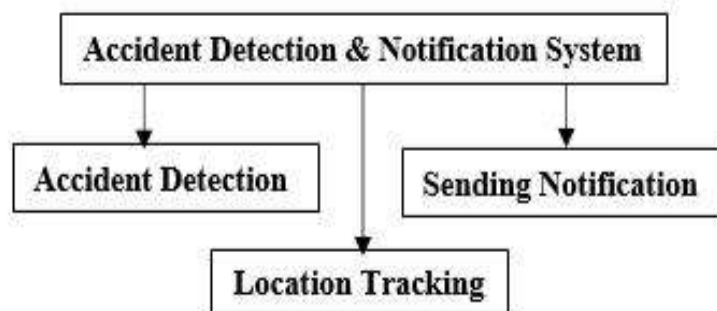 Accident Detection & Notification System
Accident Detection
Sending Notification
Location Tracking